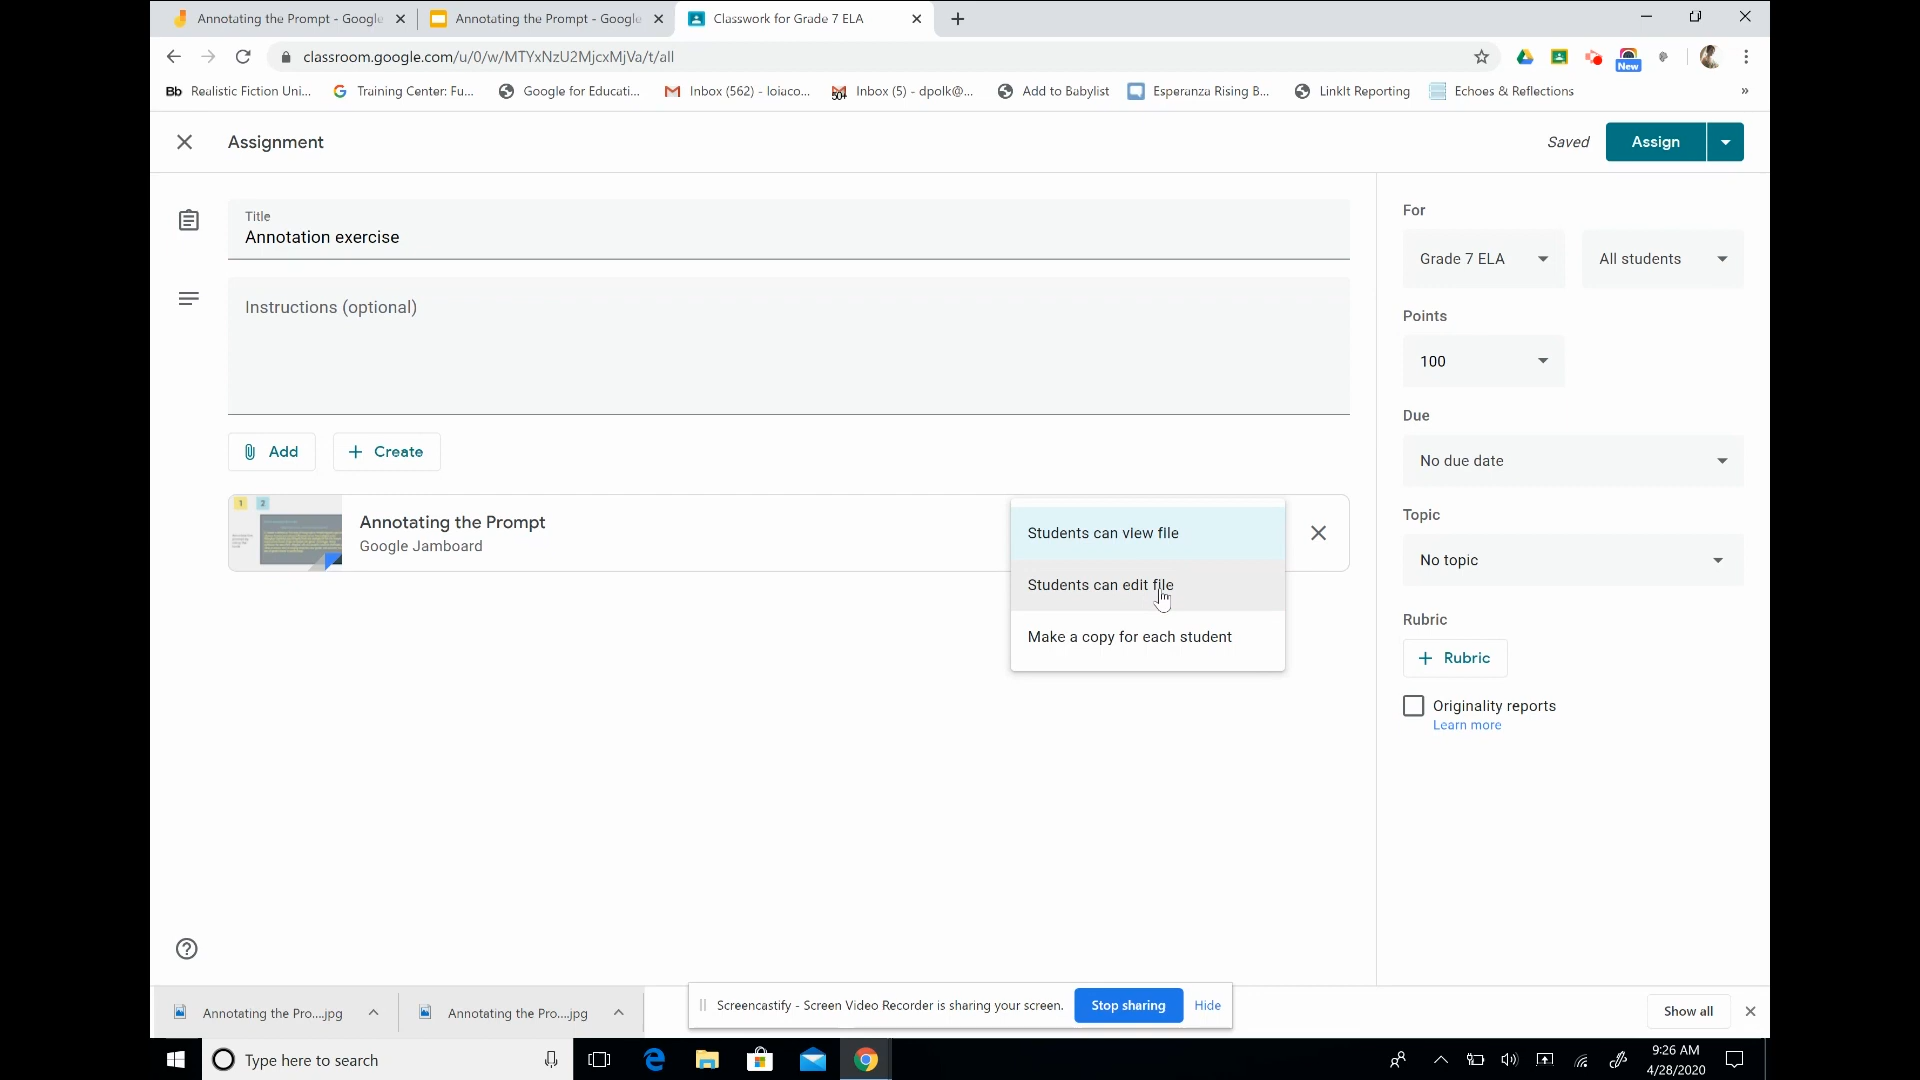 Annotating the Prompt - Google
Annotating the Prompt - Google
Classwork for Grade 7 ELA
classroom.google.com/u/0/w/MTYxNzU2MjcxMjVa/t/all
New
Bb Realistic Fiction Uni...
Training Center: Fu...
Google for Educati...
Inbox (562) - loiaco...
504
Inbox (5) - dpolk@...
Add to Babylist
Esperanza Rising B...
LinkIt Reporting
Echoes & Reflections
»
Assignment
Saved
Assign
Title
Annotation exercise
Instructions (optional)
Add
Create
1 2
Annotating the Prompt
Google Jamboard
Students can view file
Students can edit file
Make a copy for each student
For
Grade 7 ELA
All students
Points
100
Due
No due date
Topic
No topic
Rubric
Rubric
Originality reports
Learn more
Annotating the Pro....jpg
Annotating the Pro....jpg
Screencastify - Screen Video Recorder is sharing your screen.
Stop sharing
Hide
Show all
Type here to search
9:26 AM
4/28/2020